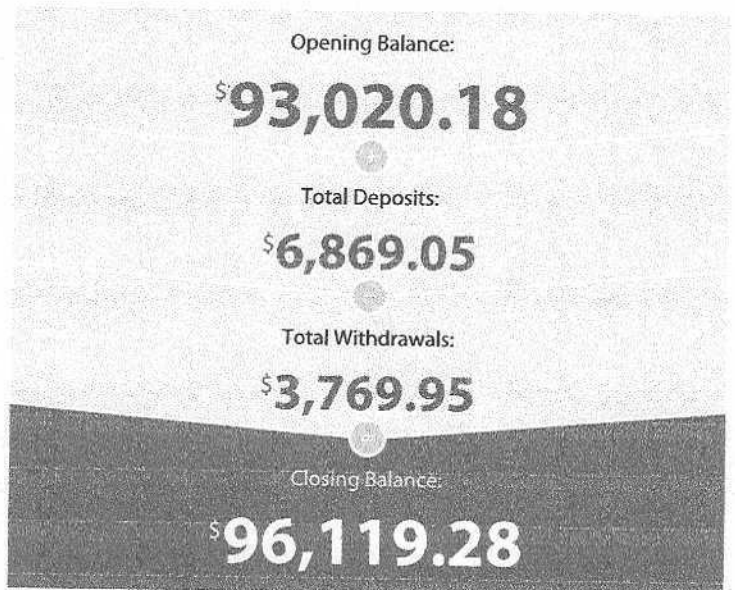 Opening Balance:
$93,020.18
+
Total Deposits:
$6,869.05
Total Withdrawals:
$3,769.95
Closing Balance:
$96,119.28